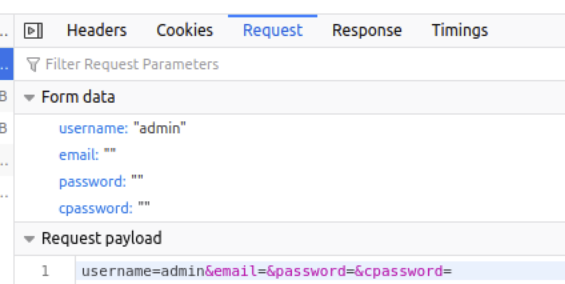 Headers Cookies Request Response Timings
Filter Request Parameters
B
Form data
B
username: "admin"
email: ""
password: ""
cpassword: ""
Request payload
1 username=admin&email=&password=&cpassword=